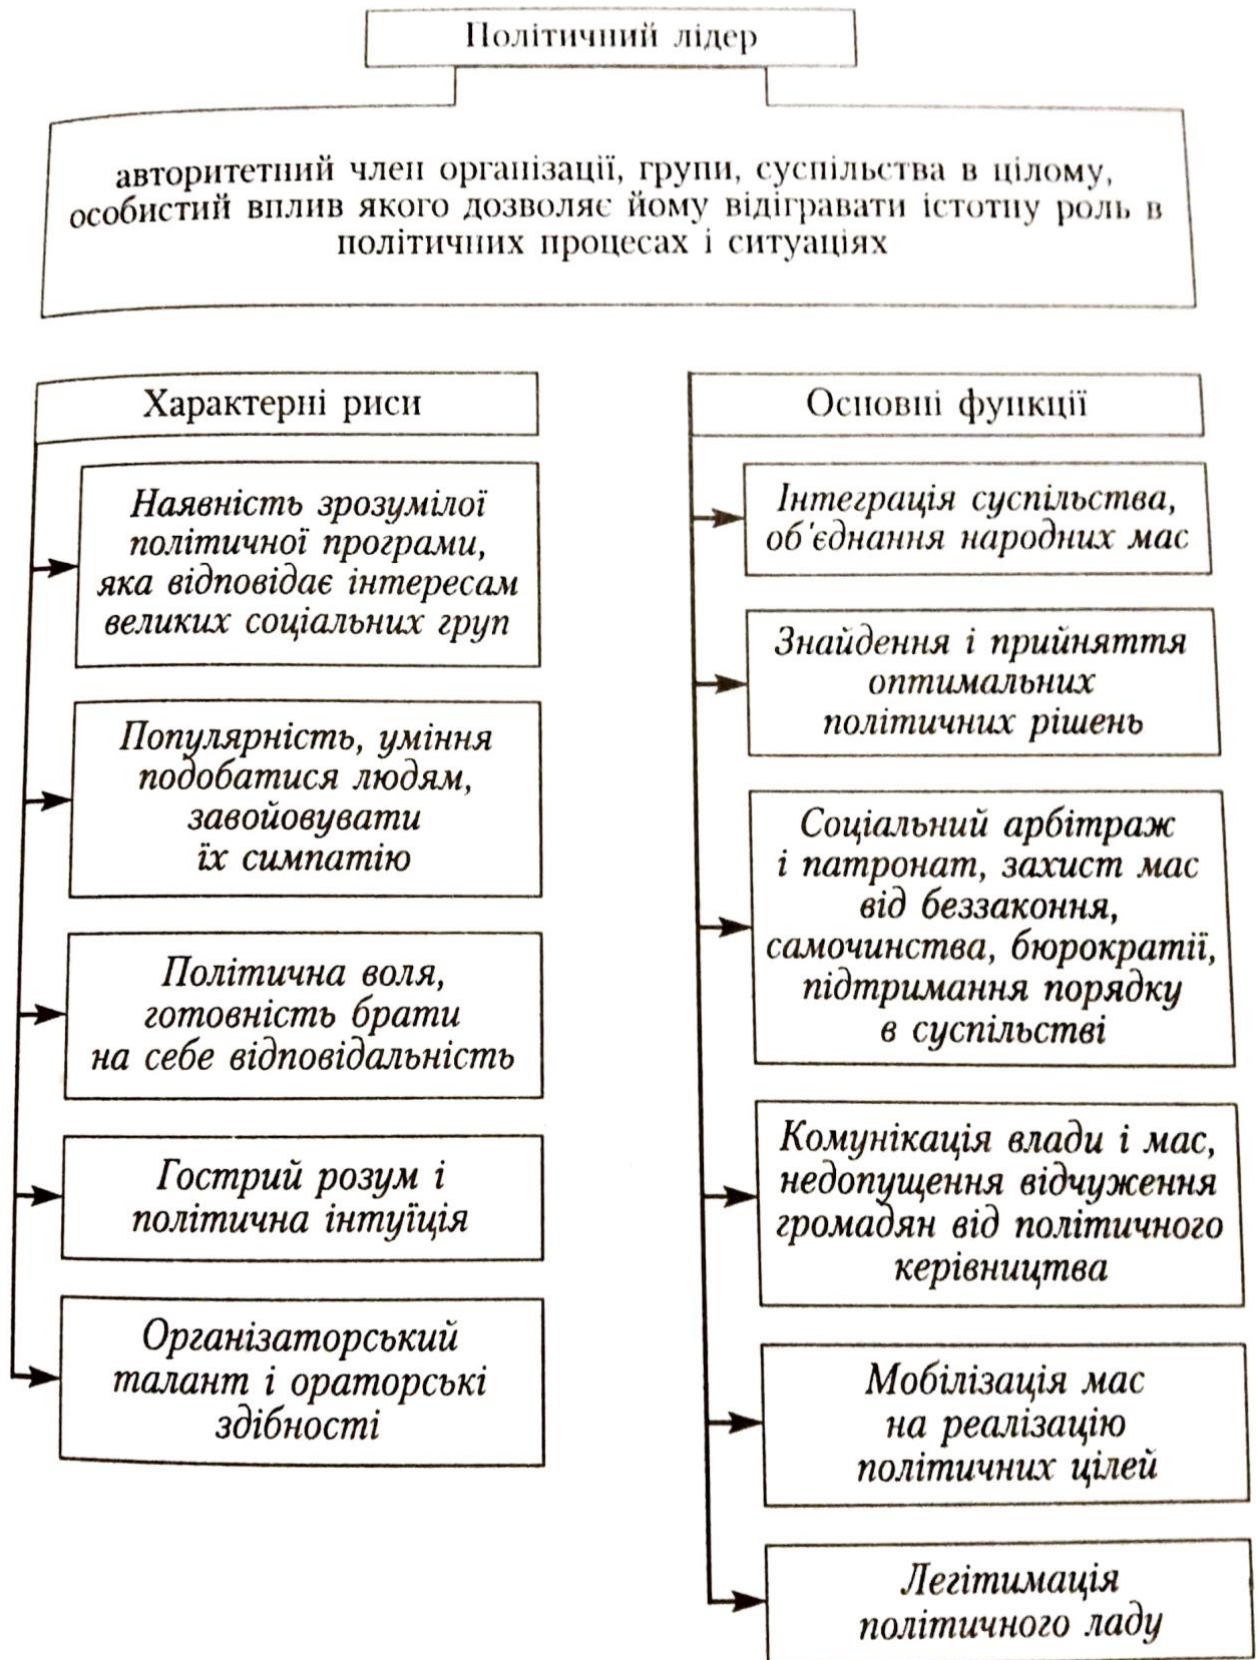 Політичний лідер
авторитетний член організації, групи, суспільства в цілому,
особистий вплив якого дозволяє йому відігравати істотну роль в
політичних процесах і ситуаціях
Характерні риси
Наявність зрозумілої
політичної програми,
яка відповідає інтересам
великих соціальних груп
Популярність, уміння
подобатися людям,
завойовувати
їх симпатію
Політична воля,
готовність брати
на себе відповідальність
Гострий розум і
політична інтуїція
Організаторський
талант і ораторські
здібності
Основні функції
Інтеграція суспільства,
об'єднання народних мас
Знайдення і прийняття
оптимальних
політичних рішень
Соціальний арбітраж
і патронат, захист мас
від беззаконня,
самочинства, бюрократії,
підтримання порядку
в суспільстві
Комунікація влади і мас,
недопущення відчуження
громадян від політичного
керівництва
Мобілізація мас
на реалізацію
політичних цілей
Легітимація
політичного ладу